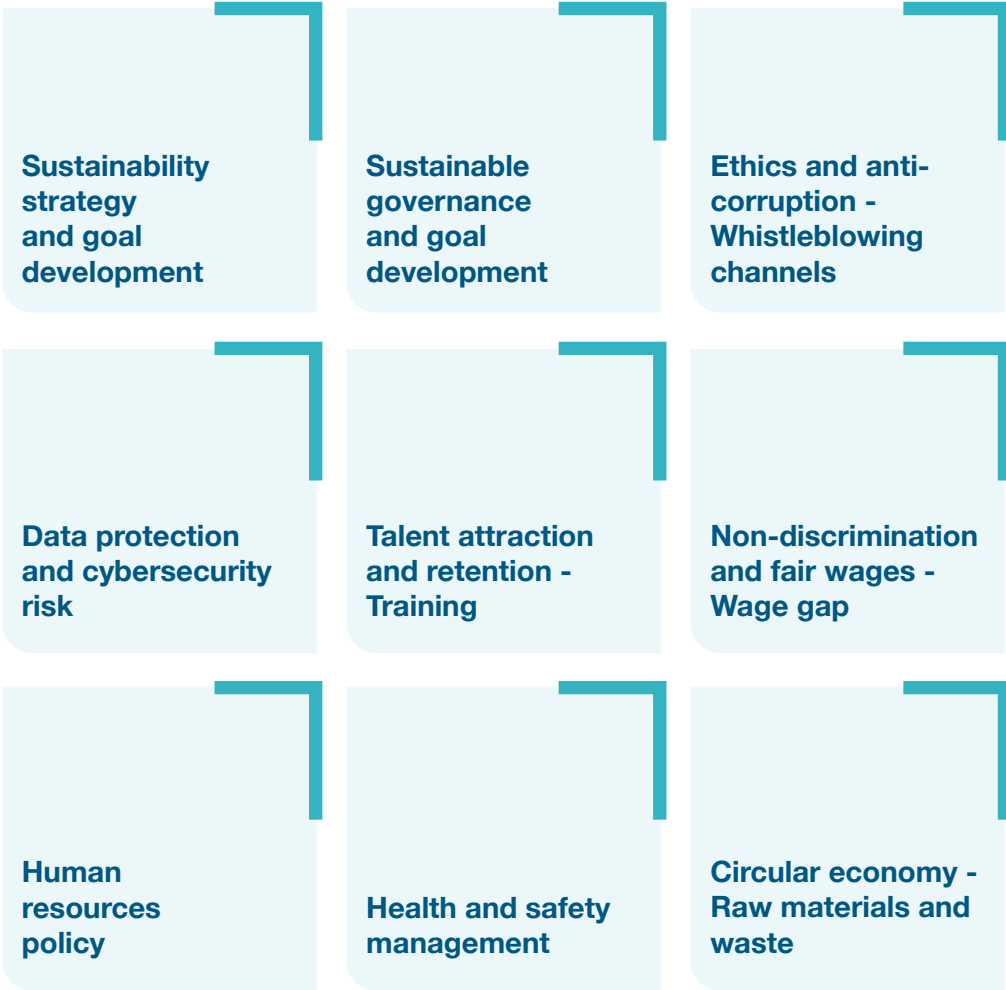 Sustainability
strategy
and goal
development
Sustainable
governance
and goal
development
Ethics and anti-
corruption -
Whistleblowing
channels
Data protection
and cybersecurity
risk
Talent attraction
and retention -
Training
Non-discrimination
and fair wages -
Wage gap
Human
resources
policy
Health and safety
management
Circular economy -
Raw materials and
waste